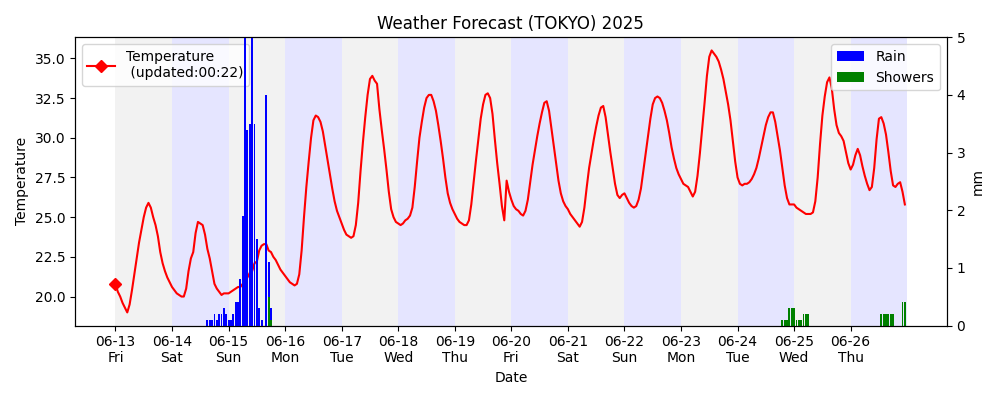 Weather Forecast (TOKYO) 2025
Temperature
(updated:00:22)
Rain
Showers
Temperature
35.0
32.5
30.0
27.5
25.0
22.5
20.0
5
4
3
2
1
0
mm
06-13 06-14 06-15 06-16 06-17 06-18 06-19 06-20 06-21 06-22 06-23 06-24 06-25 06-26
Fri Sat Sun Mon Tue Wed Thu Fri Sat Sun Mon Tue Wed Thu
Date